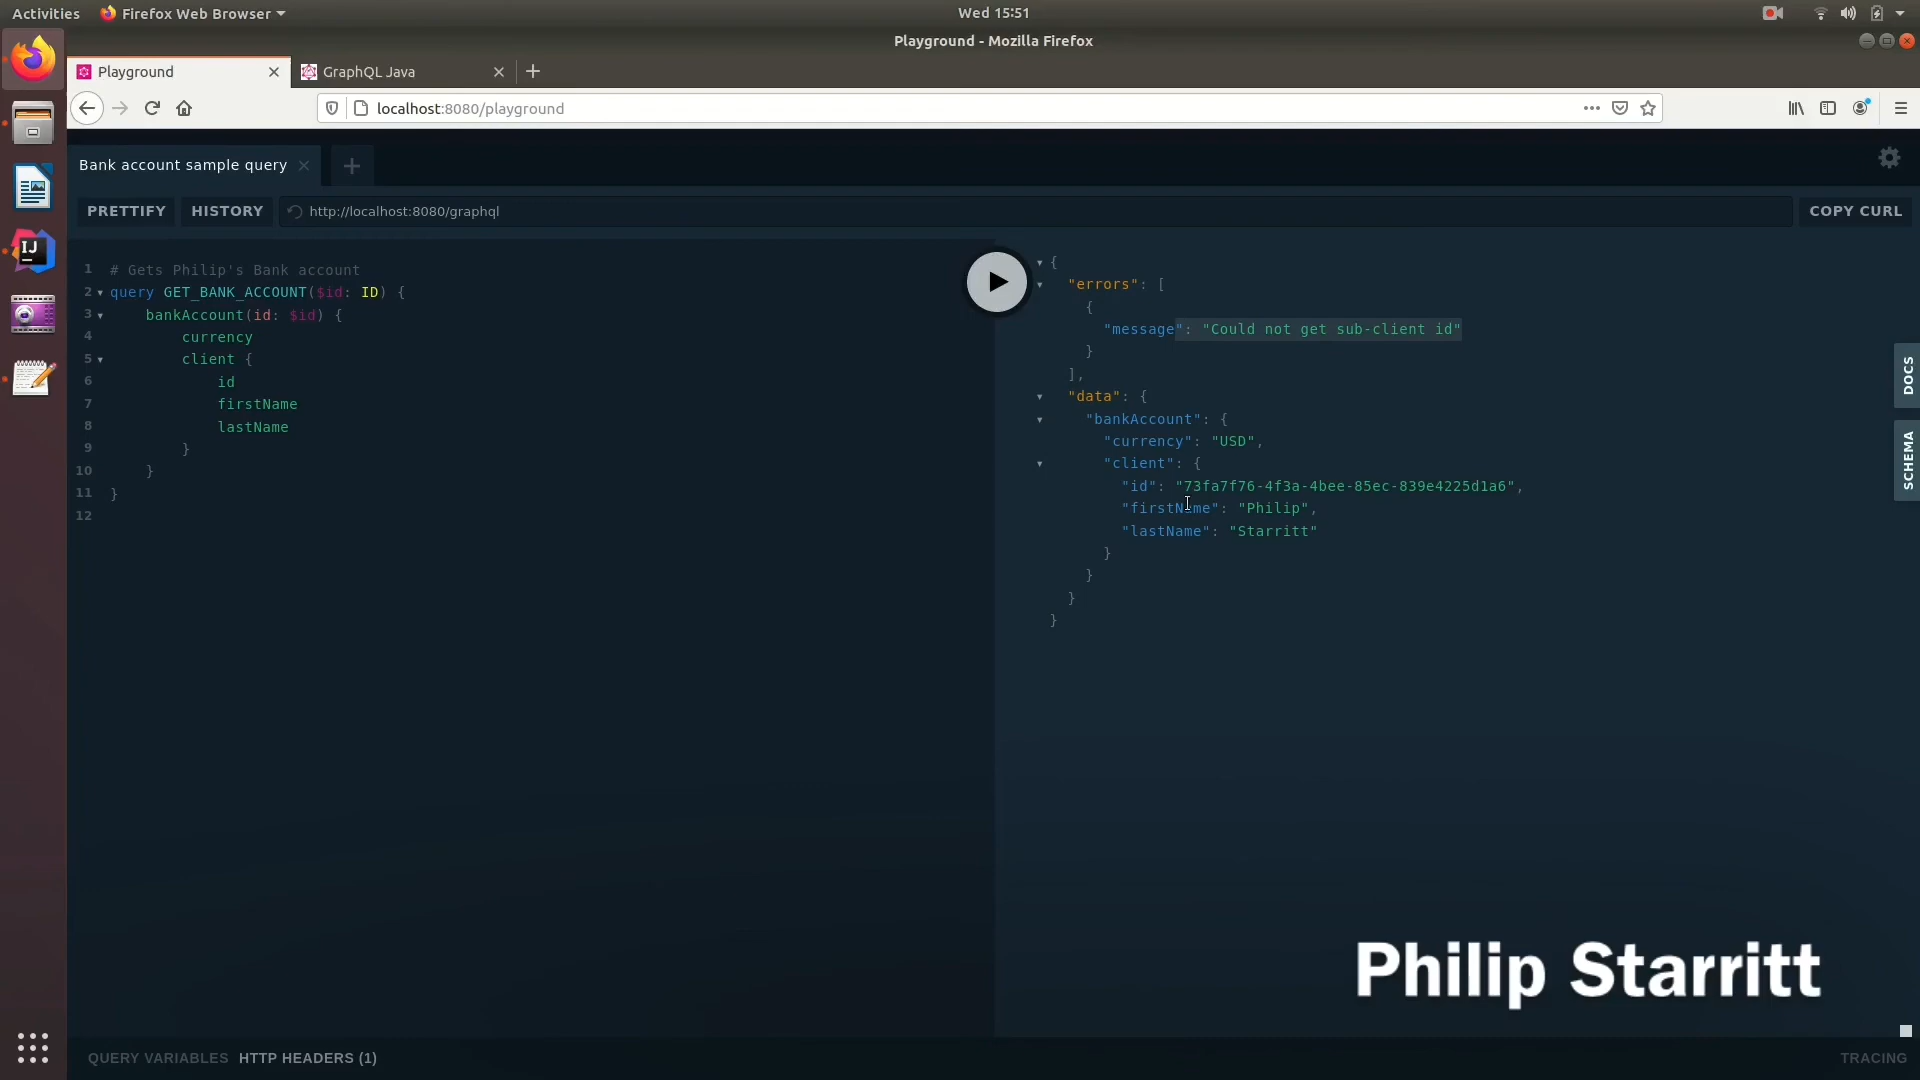 Activities Firefox Web Browser Wed 15:51
Playground - Mozilla Firefox
Playground GraphQL Java
localhost:8080/playground
Bank account sample query
PRETTIFY HISTORY http://localhost:8080/graphql COPY CURL
1 # Gets Philip's Bank account
2 query GET_BANK_ACCOUNT($id: ID) {
3 bankAccount(id: $id) {
4 currency
5 client {
6 id
7 firstName
8 lastName
9 }
10 }
11 }
12
{
"errors": [
{
"message": "Could not get sub-client id"
}
],
"data": {
"bankAccount": {
"currency": "USD",
"client": {
"id": "73fa7f76-4f3a-4bee-85ec-839e4225d1a6",
"firstName": "Philip",
"lastName": "Starritt"
}
}
}
}
DOCS
SCHEMA
IJ
Philip Starritt
QUERY VARIABLES HTTP HEADERS (1) TRACING